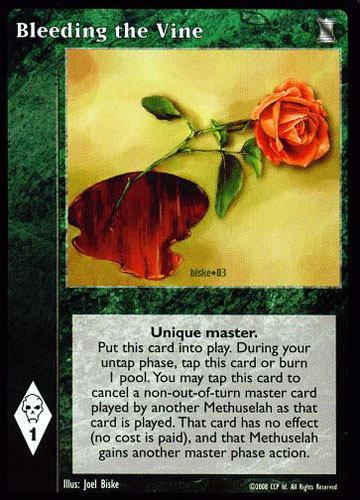 Bleeding the Vine
biske•03
Unique master.
Put this card into play. During your
untap phase, tap this card or burn
1 pool. You may tap this card to
cancel a non-out-of-turn master card
played by another Methuselah as that
card is played. That card has no effect
(no cost is paid), and that Methuselah
gains another master phase action.
1
Illus: Joel Biske
©2008 CCP hf. All Rights Reserved